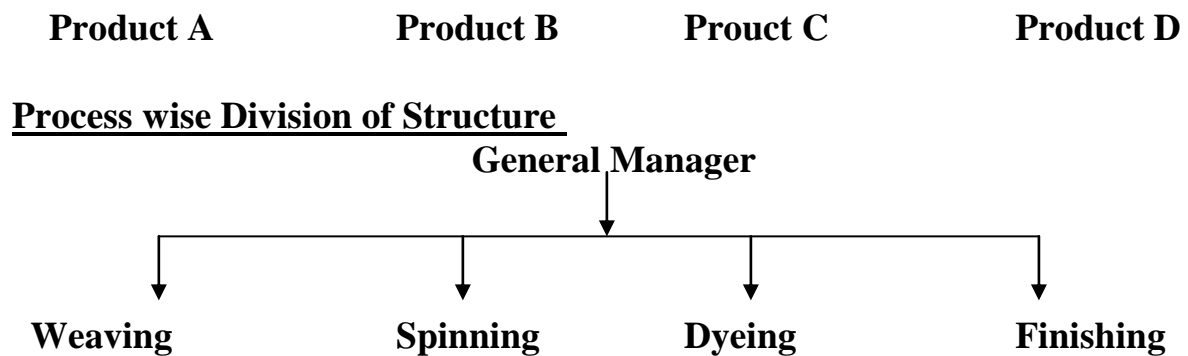 Product A Product B Prouct C Product D
Process wise Division of Structure
General Manager
Weaving Spinning Dyeing Finishing